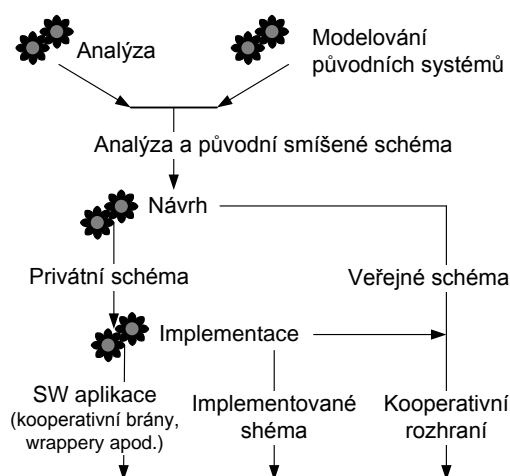 Analýza
Modelování
původních systémů
Analýza a původní smíšené schéma
Návrh
Privátní schéma
Veřejné schéma
Implementace
SW aplikace
(kooperativní brány,
wrappery apod.)
Implementované
shéma
Kooperativní
rozhraní